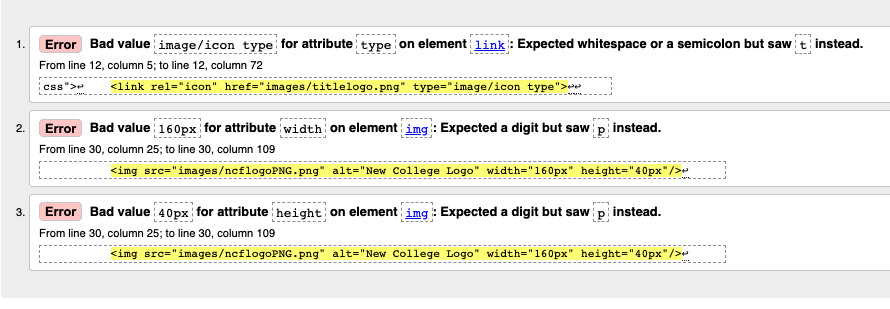 1. Error Bad value image/icon type for attribute type on element link: Expected whitespace or a semicolon but saw t instead.
From line 12, column 5; to line 12, column 72
css">↩ <link rel="icon" href="images/titlelogo.png" type="image/icon type">↩↩
2. Error Bad value 160px for attribute width on element img: Expected a digit but saw p instead.
From line 30, column 25; to line 30, column 109
<img src="images/ncflogoPNG.png" alt="New College Logo" width="160px" height="40px"/>↩
3. Error Bad value 40px for attribute height on element img: Expected a digit but saw p instead.
From line 30, column 25; to line 30, column 109
<img src="images/ncflogoPNG.png" alt="New College Logo" width="160px" height="40px"/>↩